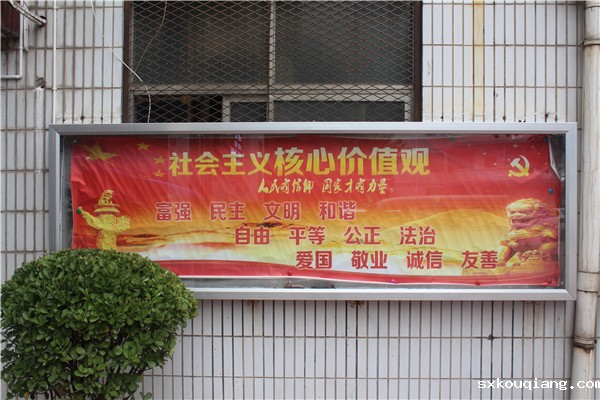 社会主义核心价值观
人民有信仰 国家才有力量
富强 民主 文明 和谐
自由 平等 公正 法治
爱国 敬业 诚信 友善
sxkouqiang.com